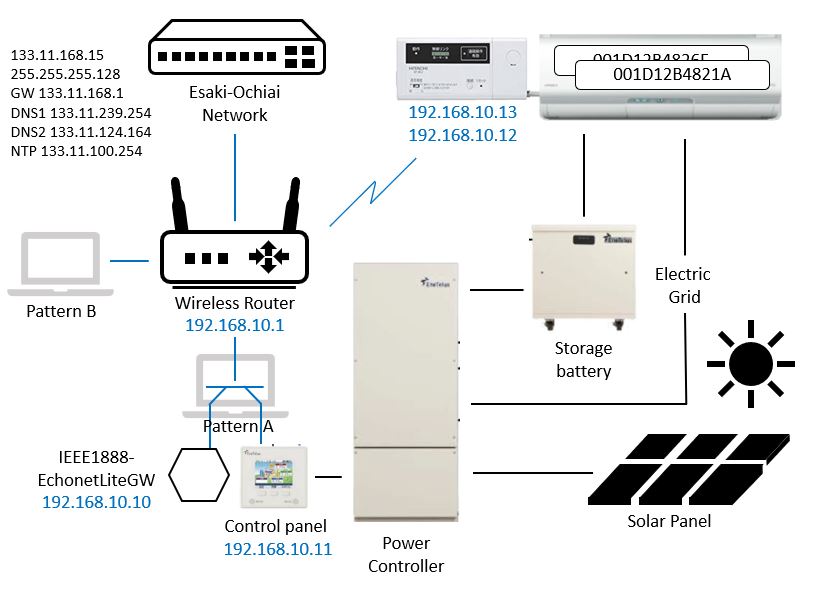 133.11.168.15
255.255.255.128
GW 133.11.168.1
DNS1 133.11.239.254
DNS2 133.11.124.164
NTP 133.11.100.254
Esaki-Ochiai
Network
HITACHI
192.168.10.13
192.168.10.12
001D12B4821A
Pattern B
Wireless Router
192.168.10.1
Pattern A
IEEE1888-
EchonetLiteGW
192.168.10.10
Control panel
192.168.10.11
EneTelus
Power
Controller
EneTelus
Storage
battery
Electric
Grid
Solar Panel